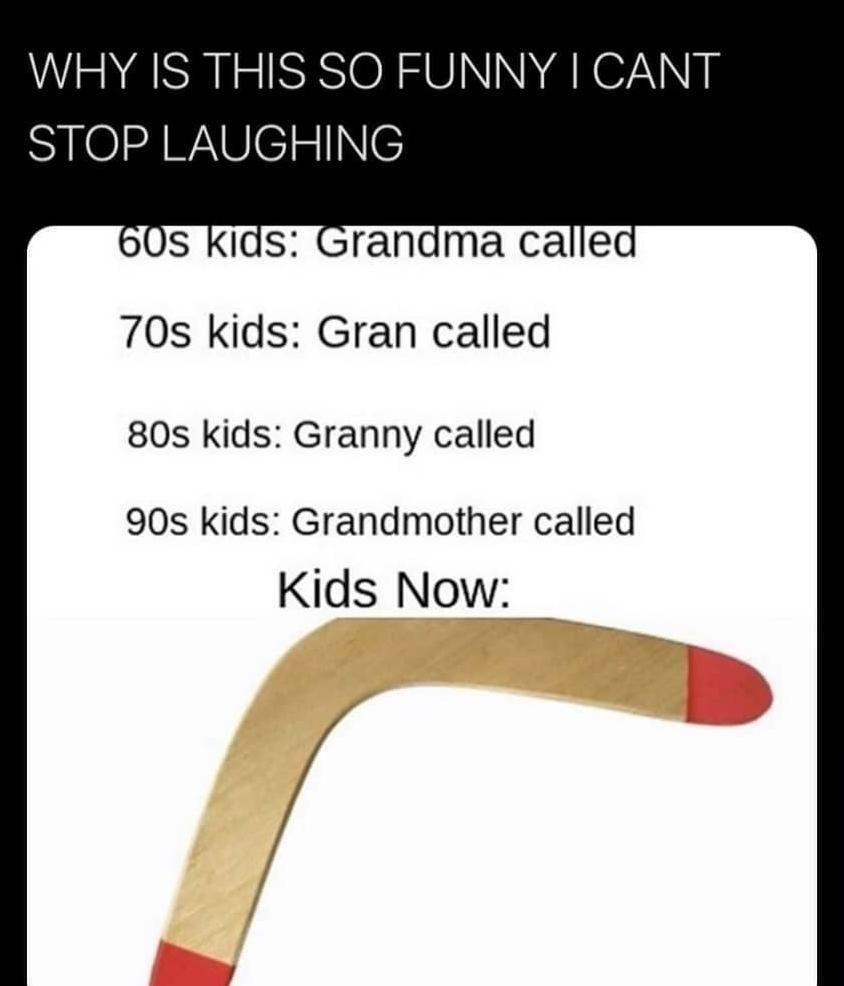 WHY IS THIS SO FUNNY I CANT
STOP LAUGHING
60s kids: Grandma called
70s kids: Gran called
80s kids: Granny called
90s kids: Grandmother called
Kids Now: